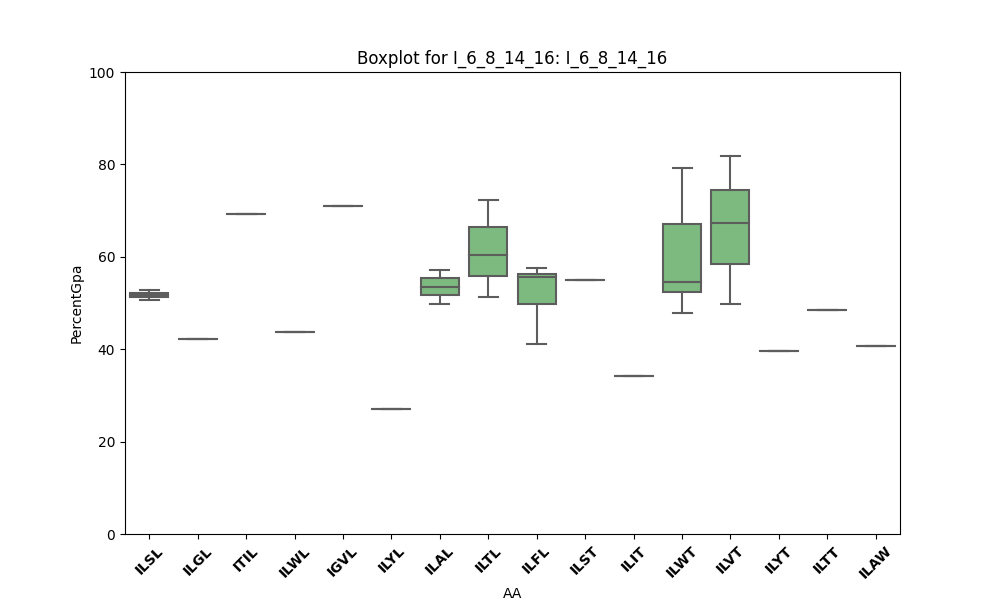 Boxplot for I_6_8_14_16: I_6_8_14_16
100
80
60
40
20
0
PercentGpa
ILSL ILGL ITIL ILWL IGVL ILYL ILAL ILTL ILFL ILST ILIT ILWT ILVT ILYT ILTT ILAW
AA